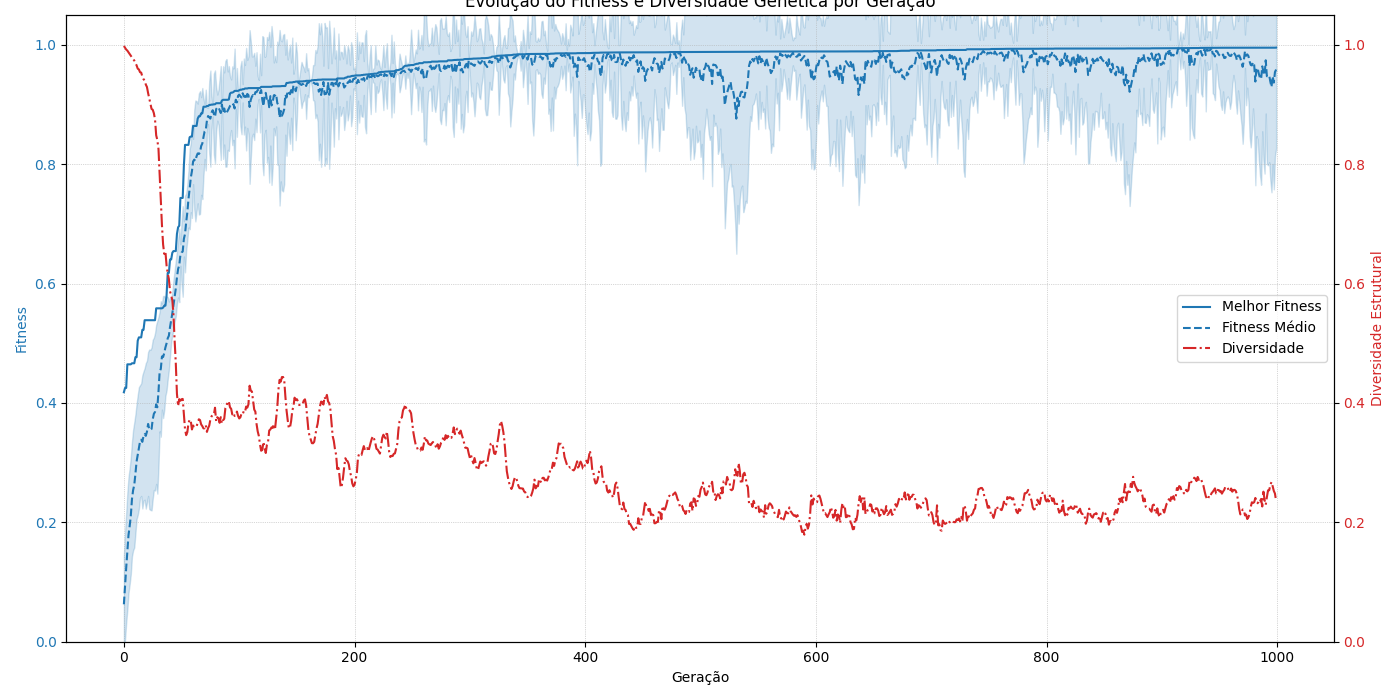 Evolução do Fitness e Diversidade Genética por Geração
1.0
0.8
0.6
0.4
0.2
0.0
Fitness
0
200
400
600
800
1000
Geração
1.0
0.8
0.6
0.4
0.2
0.0
Diversidade Estrutural
Melhor Fitness
Fitness Médio
Diversidade